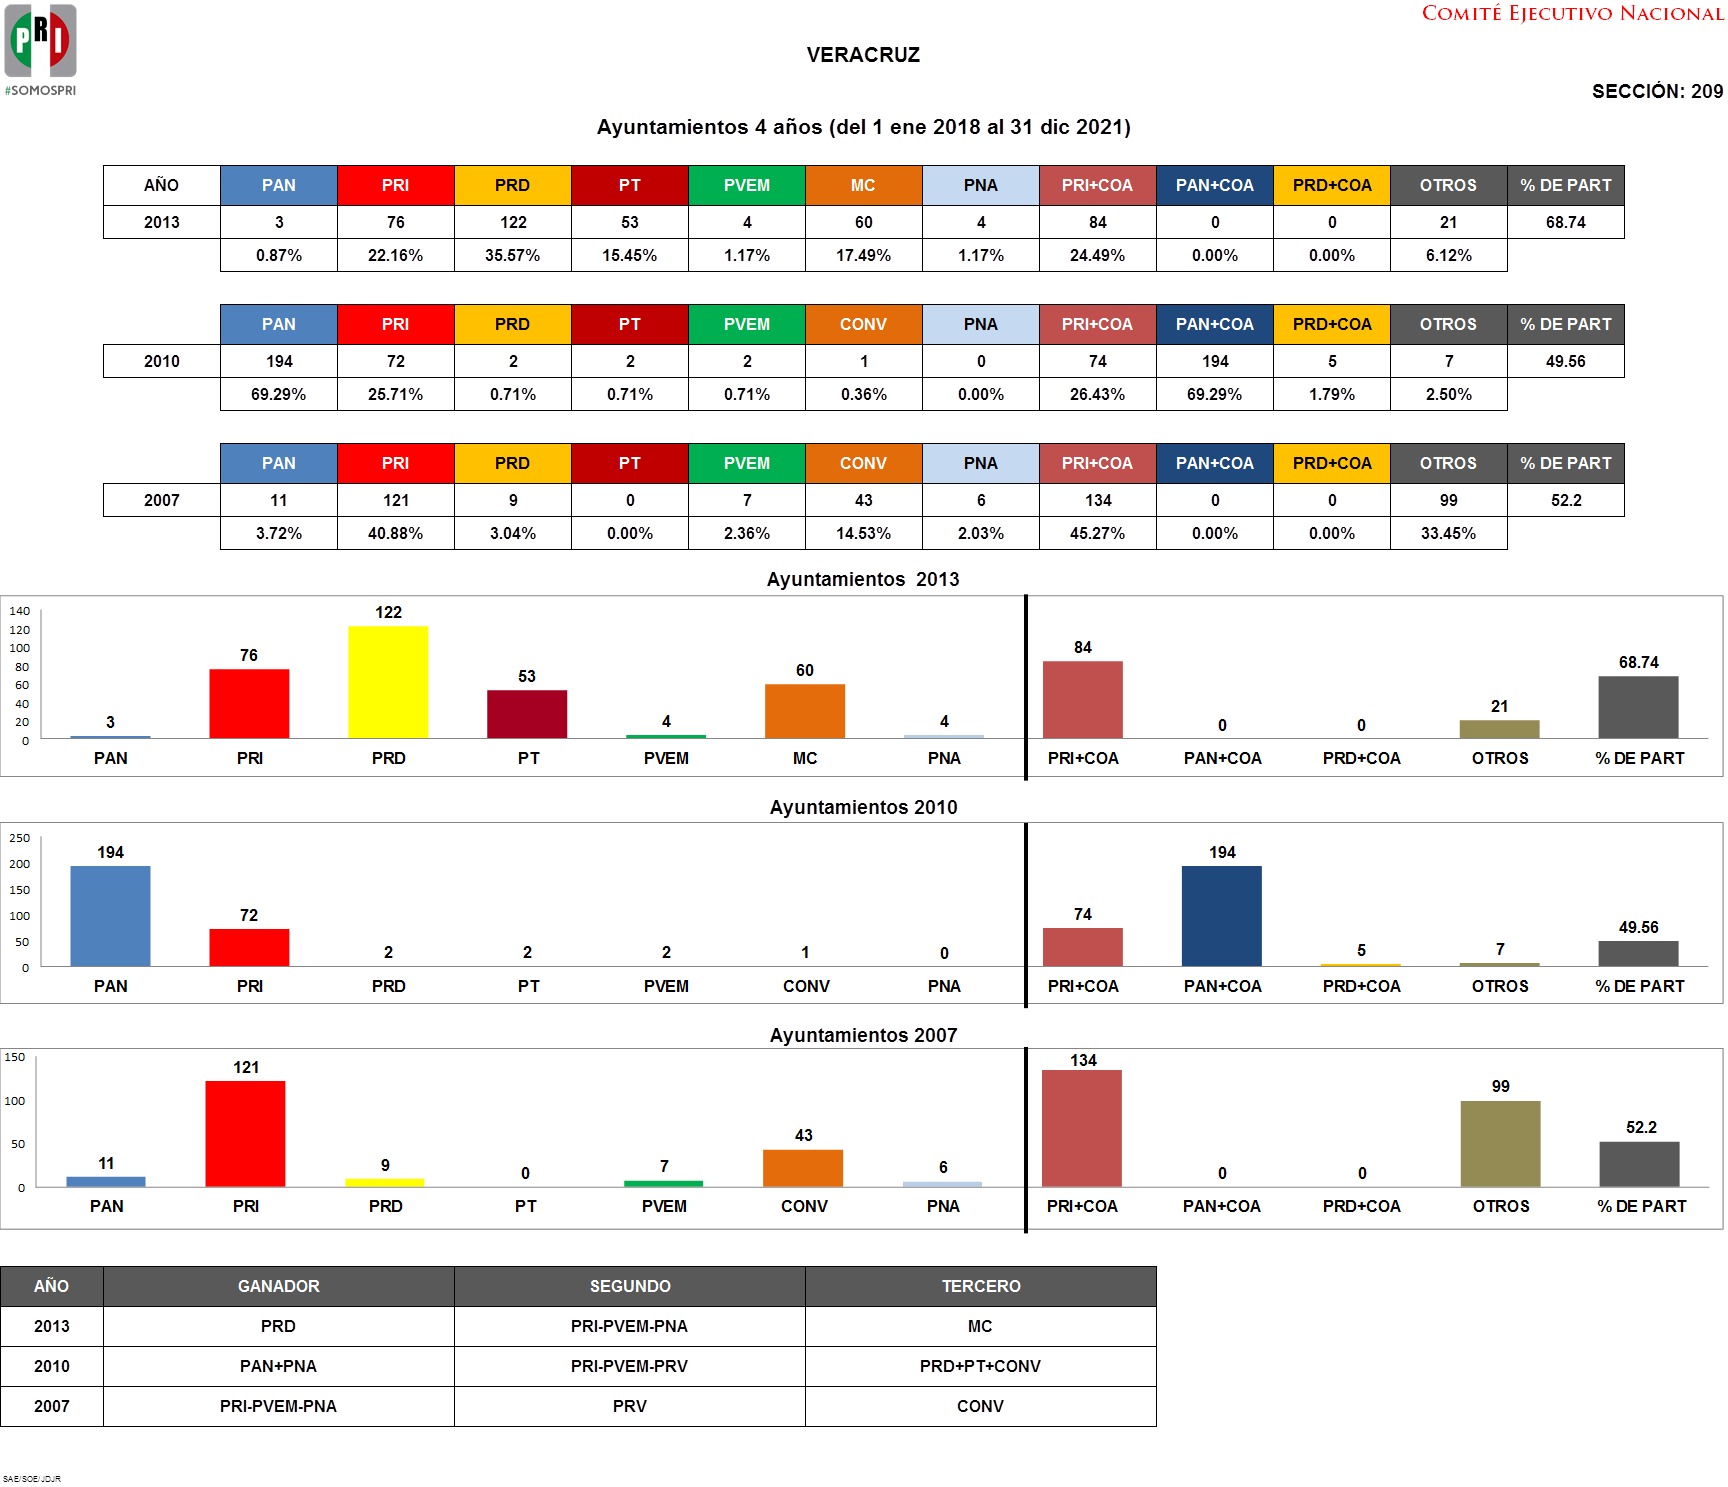 COMITÉ EJECUTIVO NACIONAL
PRI
#SOMOSPRI
VERACRUZ
SECCIÓN: 209
Ayuntamientos 4 años (del 1 ene 2018 al 31 dic 2021)
AÑO PAN PRI PRD PT PVEM MC PNA PRI+COA PAN+COA PRD+COA OTROS % DE PART
2013 3 76 122 53 4 60 4 84 0 0 21 68.74
0.87% 22.16% 35.57% 15.45% 1.17% 17.49% 1.17% 24.49% 0.00% 0.00% 6.12%
PAN PRI PRD PT PVEM CONV PNA PRI+COA PAN+COA PRD+COA OTROS % DE PART
2010 194 72 2 2 2 1 0 74 194 5 7 49.56
69.29% 25.71% 0.71% 0.71% 0.71% 0.36% 0.00% 26.43% 69.29% 1.79% 2.50%
PAN PRI PRD PT PVEM CONV PNA PRI+COA PAN+COA PRD+COA OTROS % DE PART
2007 11 121 9 0 7 43 6 134 0 0 99 52.2
3.72% 40.88% 3.04% 0.00% 2.36% 14.53% 2.03% 45.27% 0.00% 0.00% 33.45%
Ayuntamientos 2013
140
120
100
80
60
40
20
0
3 76 122 53 4 60 4 84 0 0 21 68.74
PAN PRI PRD PT PVEM MC PNA PRI+COA PAN+COA PRD+COA OTROS % DE PART
Ayuntamientos 2010
250
200
150
100
50
0
194 72 2 2 2 1 0 74 194 5 7 49.56
PAN PRI PRD PT PVEM CONV PNA PRI+COA PAN+COA PRD+COA OTROS % DE PART
Ayuntamientos 2007
150
100
50
0
11 121 9 0 7 43 6 134 0 0 99 52.2
PAN PRI PRD PT PVEM CONV PNA PRI+COA PAN+COA PRD+COA OTROS % DE PART
AÑO GANADOR SEGUNDO TERCERO
2013 PRD PRI-PVEM-PNA MC
2010 PAN+PNA PRI-PVEM-PRV PRD+PT+CONV
2007 PRI-PVEM-PNA PRV CONV
SAE/SOE/JDJR